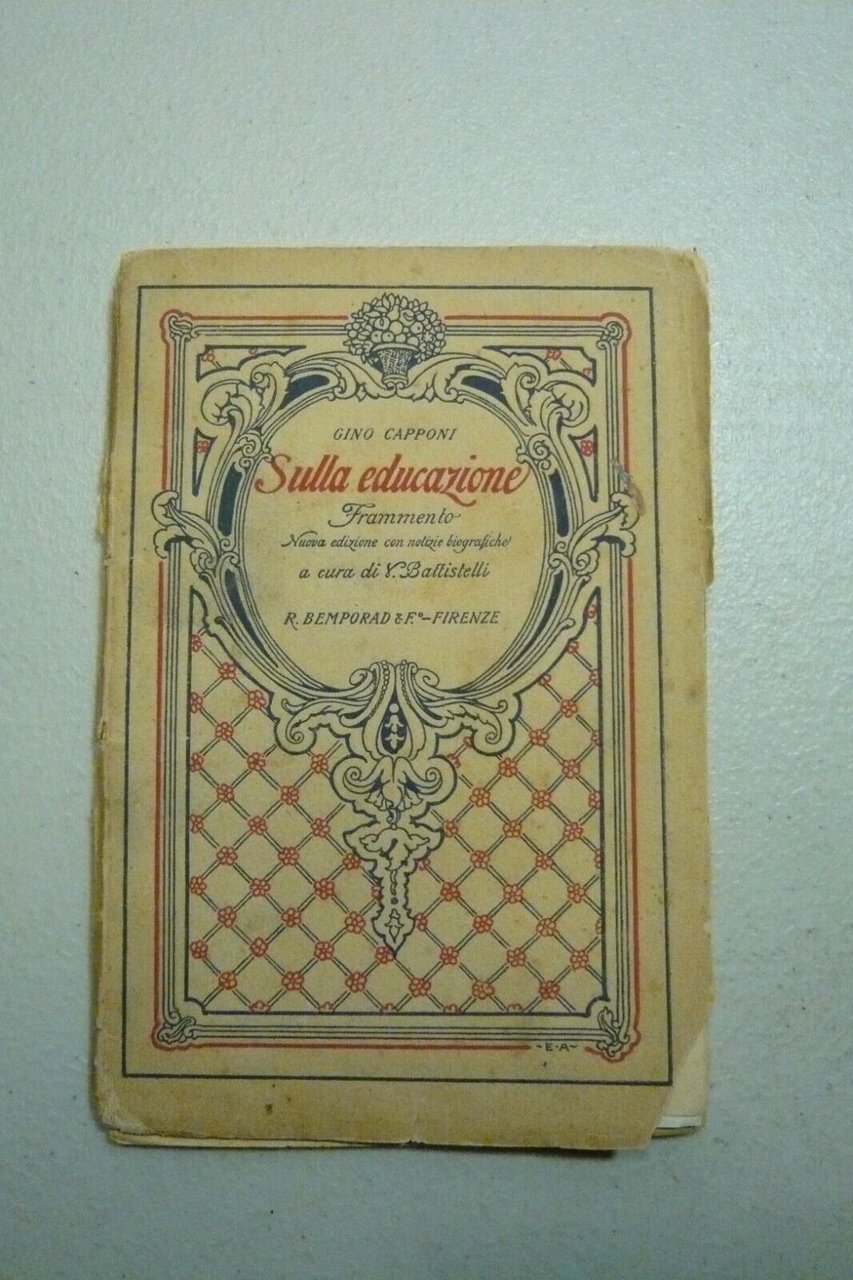 GINO CAPPONI
Sulla educazione
Frammento
Nuova edizione con notizie biografiche
a cura di V. Battistelli
R. BEMPORAD & F.º - FIRENZE
- E · A -